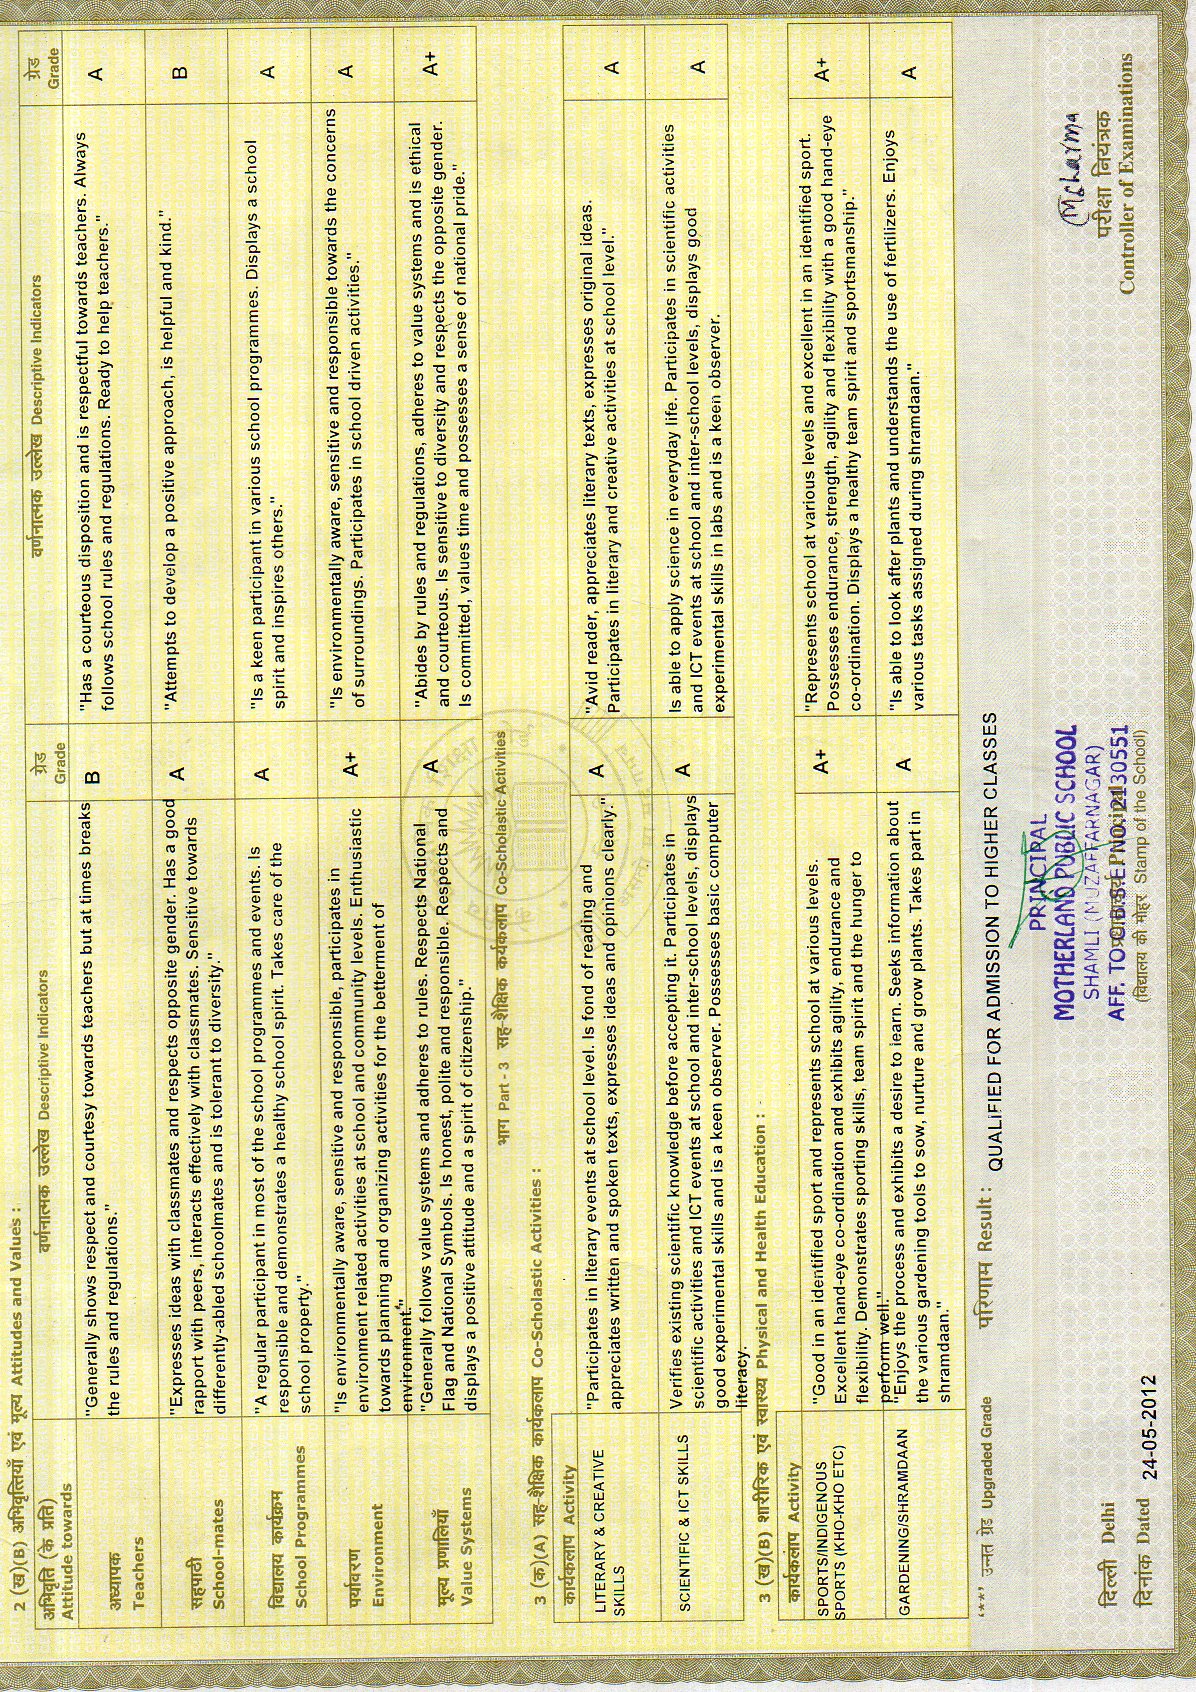 2 (ख)(B) अभिवृत्तियाँ एवं मूल्य Attitudes and Values :
अभिवृत्ति (के प्रति)
Attitude towards
वर्णनात्मक उल्लेख Descriptive Indicators
ग्रेड
Grade
वर्णनात्मक उल्लेख Descriptive Indicators
ग्रेड
Grade
अध्यापक
Teachers
"Generally shows respect and courtesy towards teachers but at times breaks
the rules and regulations."
B
"Has a courteous disposition and is respectful towards teachers. Always
follows school rules and regulations. Ready to help teachers."
A
सहपाठी
School-mates
"Expresses ideas with classmates and respects opposite gender. Has a good
rapport with peers, interacts effectively with classmates. Sensitive towards
differently-abled schoolmates and is tolerant to diversity."
A
"Attempts to develop a positive approach, is helpful and kind."
B
विद्यालय कार्यक्रम
School Programmes
"A regular participant in most of the school programmes and events. Is
responsible and demonstrates a healthy school spirit. Takes care of the
school property."
A
"Is a keen participant in various school programmes. Displays a school
spirit and inspires others."
A
पर्यावरण
Environment
"Is environmentally aware, sensitive and responsible, participates in
environment related activities at school and community levels. Enthusiastic
towards planning and organizing activities for the betterment of
environment."
A+
"Is environmentally aware, sensitive and responsible towards the concerns
of surroundings. Participates in school driven activities."
A
मूल्य प्रणालियाँ
Value Systems
"Generally follows value systems and adheres to rules. Respects National
Flag and National Symbols. Is honest, polite and responsible. Respects and
displays a positive attitude and a spirit of citizenship."
A
"Abides by rules and regulations, adheres to value systems and is ethical
and courteous. Is sensitive to diversity and respects the opposite gender.
Is committed, values time and possesses a sense of national pride."
A+
भाग Part - 3 सह-शैक्षिक कार्यकलाप Co-Scholastic Activities
3 (क)(A) सह-शैक्षिक कार्यकलाप Co-Scholastic Activities :
कार्यकलाप Activity
LITERARY & CREATIVE
SKILLS
"Participates in literary events at school level. Is fond of reading and
appreciates written and spoken texts, expresses ideas and opinions clearly."
A
"Avid reader, appreciates literary texts, expresses original ideas.
Participates in literary and creative activities at school level."
A
SCIENTIFIC & ICT SKILLS
Verifies existing scientific knowledge before accepting it. Participates in
scientific activities and ICT events at school and inter-school levels, displays
good experimental skills and is a keen observer. Possesses basic computer
literacy.
A
Is able to apply science in everyday life. Participates in scientific activities
and ICT events at school and inter-school levels, displays good
experimental skills in labs and is a keen observer.
A
3 (ख)(B) शारीरिक एवं स्वास्थ्य Physical and Health Education :
कार्यकलाप Activity
SPORTS/INDIGENOUS
SPORTS (KHO-KHO ETC)
"Good in an identified sport and represents school at various levels.
Excellent hand-eye co-ordination and exhibits agility, endurance and
flexibility. Demonstrates sporting skills, team spirit and the hunger to
perform well."
A+
"Represents school at various levels and excellent in an identified sport.
Possesses endurance, strength, agility and flexibility with a good hand-eye
co-ordination. Displays a healthy team spirit and sportsmanship."
A+
GARDENING/SHRAMDAAN
"Enjoys the process and exhibits a desire to learn. Seeks information about
the various gardening tools to sow, nurture and grow plants. Takes part in
shramdaan."
A
"Is able to look after plants and understands the use of fertilizers. Enjoys
various tasks assigned during shramdaan."
A
'**' उन्नत ग्रेड Upgraded Grade
परिणाम Result : QUALIFIED FOR ADMISSION TO HIGHER CLASSES
PRINCIPAL
MOTHERLAND PUBLIC SCHOOL
SHAMLI (MUZAFFARNAGAR)
AFF. TO C.B.S.E. NO. 2130551
प्रधानाचार्य Principal
(विद्यालय की मोहर Stamp of the School)
दिल्ली Delhi
दिनांक Dated 24-05-2012
MSharma
परीक्षा नियंत्रक
Controller of Examinations